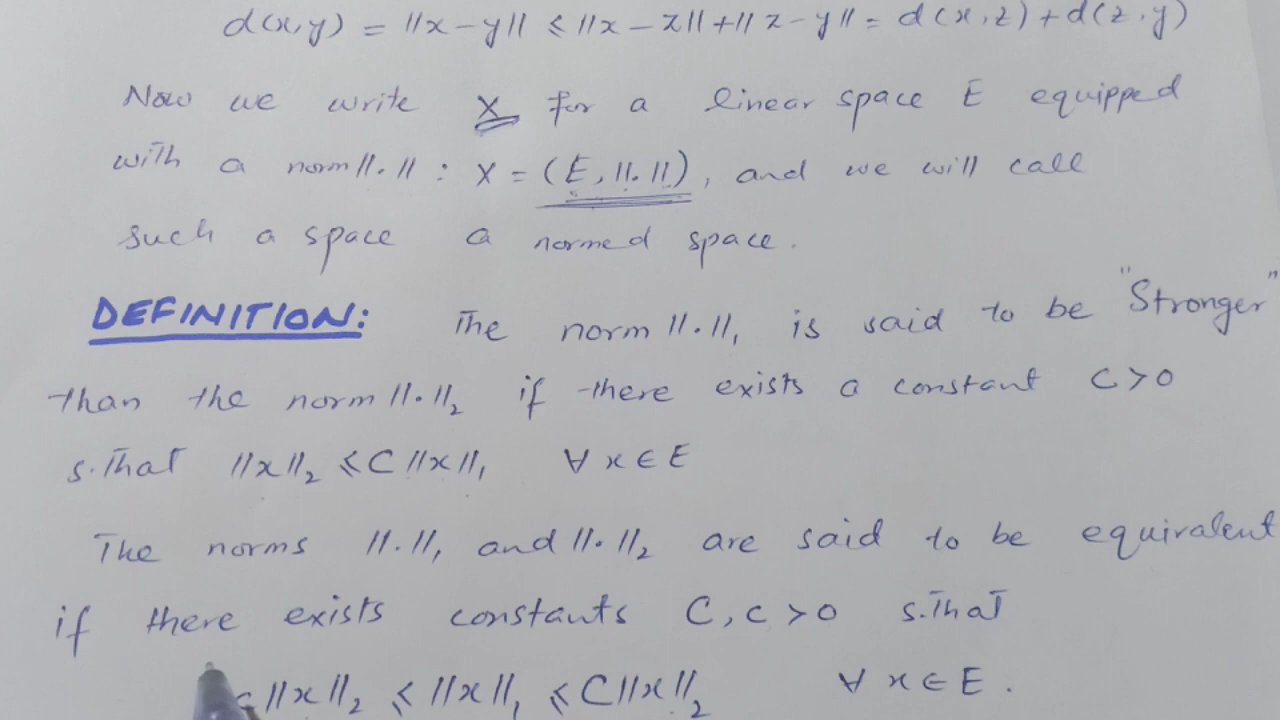 d(x,y) = ||x-y|| ≤ ||x-z|| + ||z-y|| = d(x,z) + d(z,y)
Now we write X for a linear space E equipped
with a norm ||.|| : X = (E, ||.||), and we will call
such a space a normed space.
DEFINITION: The norm ||.||₁ is said to be "Stronger"
than the norm ||.||₂ if there exists a constant C>0
s.that ||x||₂ ≤ C||x||₁ ∀ x∈E
The norms ||.||₁ and ||.||₂ are said to be equivalent
if there exists constants C, c > 0 s.that
c||x||₂ ≤ ||x||₁ ≤ C||x||₂ ∀ x∈E.